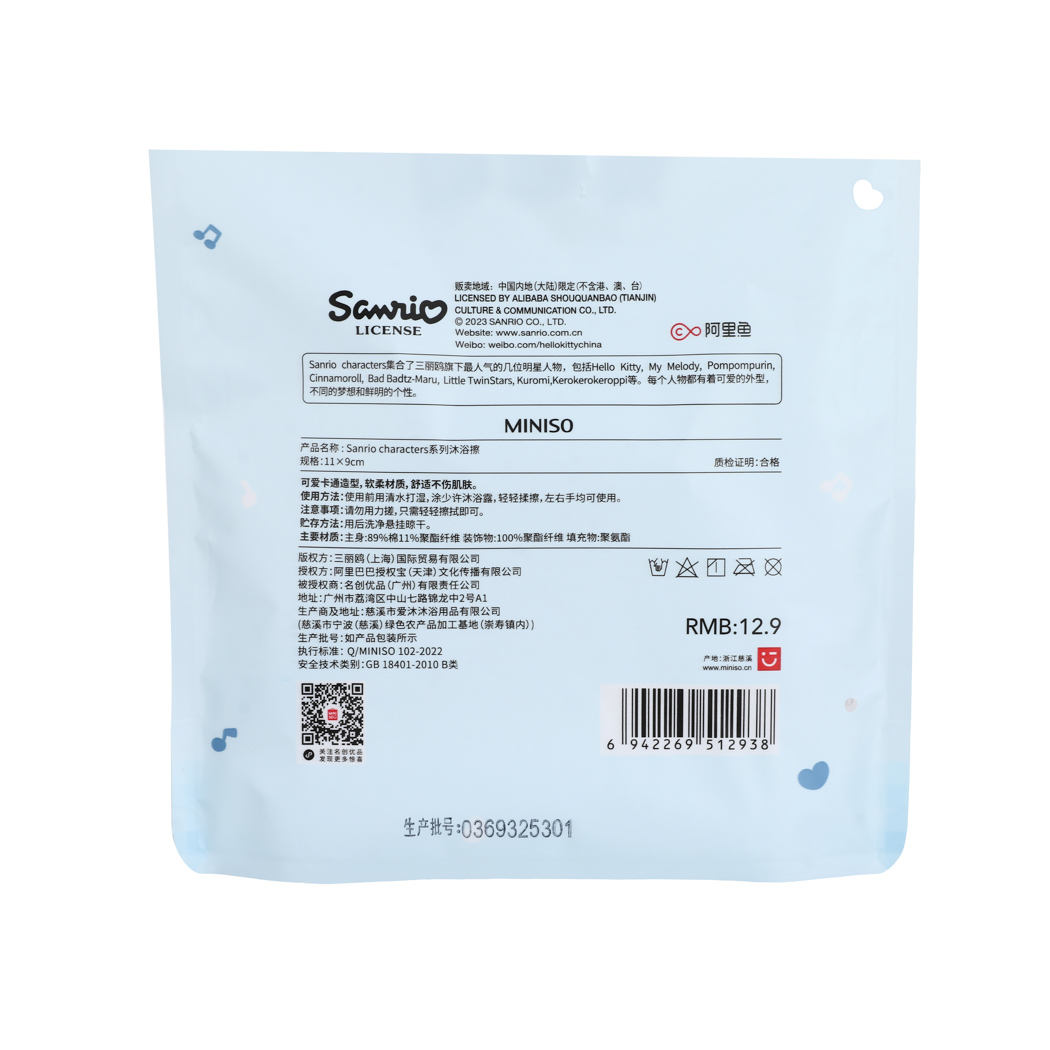 贩卖地域：中国内地(大陆)限定(不含港、澳、台)
Sanrio
LICENSE
LICENSED BY ALIBABA SHOUQUANBAO (TIANJIN)
CULTURE & COMMUNICATION CO., LTD.
© 2023 SANRIO CO., LTD.
Website: www.sanrio.com.cn
Weibo: weibo.com/hellokittychina
阿里鱼
Sanrio characters集合了三丽鸥旗下最人气的几位明星人物，包括Hello Kitty, My Melody, Pompompurin,
Cinnamoroll, Bad Badtz-Maru, Little TwinStars, Kuromi,Kerokerokeroppi等。每个人物都有着可爱的外型，
不同的梦想和鲜明的个性。
MINISO
产品名称：Sanrio characters系列沐浴擦
规格：11×9cm
质检证明：合格
可爱卡通造型，软柔材质，舒适不伤肌肤。
使用方法：使用前用清水打湿，涂少许沐浴露，轻轻揉擦，左右手均可使用。
注意事项：请勿用力搓，只需轻轻擦拭即可。
贮存方法：用后洗净悬挂晾干。
主要材质：主身:89%棉11%聚酯纤维 装饰物:100%聚酯纤维 填充物:聚氨酯
版权方：三丽鸥（上海）国际贸易有限公司
授权方：阿里巴巴授权宝（天津）文化传播有限公司
被授权商：名创优品（广州）有限责任公司
地址：广州市荔湾区中山七路锦龙中2号A1
生产商及地址：慈溪市爱沐沐浴用品有限公司
(慈溪市宁波（慈溪）绿色农产品加工基地（崇寿镇内）)
生产批号：如产品包装所示
执行标准：Q/MINISO 102-2022
安全技术类别：GB 18401-2010 B类
RMB:12.9
产地：浙江慈溪
www.miniso.cn
关注名创优品
发现更多惊喜
6 942269 512938
生产批号:0369325301